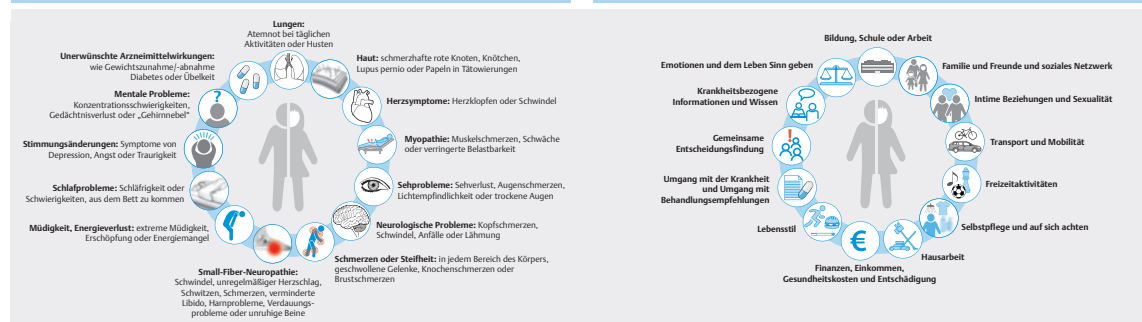 Lungen:
Atemnot bei täglichen
Aktivitäten oder Husten
Haut: schmerzhafte rote Knoten, Knötchen,
Lupus pernio oder Papeln in Tätowierungen
Herzsymptome: Herzklopfen oder Schwindel
Myopathie: Muskelschmerzen, Schwäche
oder verringerte Belastbarkeit
Sehprobleme: Sehverlust, Augenschmerzen,
Lichtempfindlichkeit oder trockene Augen
Neurologische Probleme: Kopfschmerzen,
Schwindel, Anfälle oder Lähmung
Schmerzen oder Steifheit: in jedem Bereich des Körpers,
geschwollene Gelenke, Knochenschmerzen oder
Brustschmerzen
Small-Fiber-Neuropathie:
Schwindel, unregelmäßiger Herzschlag,
Schwitzen, Schmerzen, verminderte
Libido, Harnprobleme, Verdauungs-
probleme oder unruhige Beine
Müdigkeit, Energieverlust: extreme Müdigkeit,
Erschöpfung oder Energiemangel
Schlafprobleme: Schläfrigkeit oder
Schwierigkeiten, aus dem Bett zu kommen
Stimmungsänderungen: Symptome von
Depression, Angst oder Traurigkeit
Mentale Probleme:
Konzentrationsschwierigkeiten,
Gedächtnisverlust oder „Gehirnnebel“
?
Unerwünschte Arzneimittelwirkungen:
wie Gewichtszunahme/-abnahme
Diabetes oder Übelkeit
Bildung, Schule oder Arbeit
Familie und Freunde und soziales Netzwerk
Intime Beziehungen und Sexualität
Transport und Mobilität
Freizeitaktivitäten
Selbstpflege und auf sich achten
Hausarbeit
€
Finanzen, Einkommen,
Gesundheitskosten und Entschädigung
Lebensstil
Umgang mit der Krankheit
und Umgang mit
Behandlungsempfehlungen
Gemeinsame
Entscheidungsfindung
!
Krankheitsbezogene
Informationen und Wissen
Emotionen und dem Leben Sinn geben